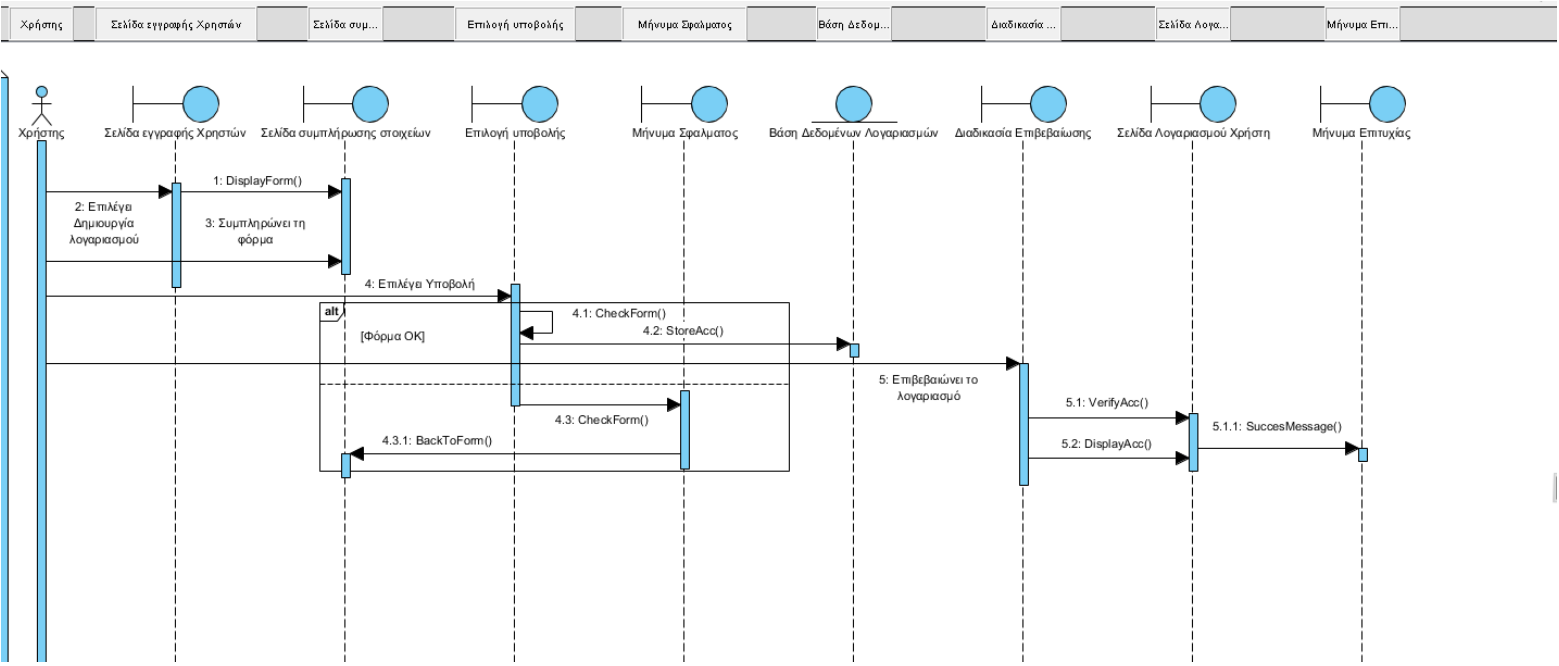 Χρήστης
Σελίδα εγγραφής Χρηστών
Σελίδα συμ...
Επιλογή υποβολής
Μήνυμα Σφαλματος
Βάση Δεδομ...
Διαδικασία ...
Σελίδα Λογα...
Μήνυμα Επι...
Χρήστης
Σελίδα εγγραφής Χρηστών
Σελίδα συμπλήρωσης στοιχείων
Επιλογή υποβολής
Μήνυμα Σφαλματος
Βάση Δεδομένων Λογαριασμών
Διαδικασία Επιβεβαίωσης
Σελίδα Λογαριασμού Χρήστη
Μήνυμα Επιτυχίας
1: DisplayForm()
2: Επιλέγει
Δημιουργία
λογαριασμού
3: Συμπληρώνει τη
φόρμα
4: Επιλέγει Υποβολή
alt
4.1: CheckForm()
[Φόρμα OK]
4.2: StoreAcc()
5: Επιβεβαιώνει το
λογαριασμό
4.3: CheckForm()
5.1: VerifyAcc()
4.3.1: BackToForm()
5.2: DisplayAcc()
5.1.1: SuccesMessage()